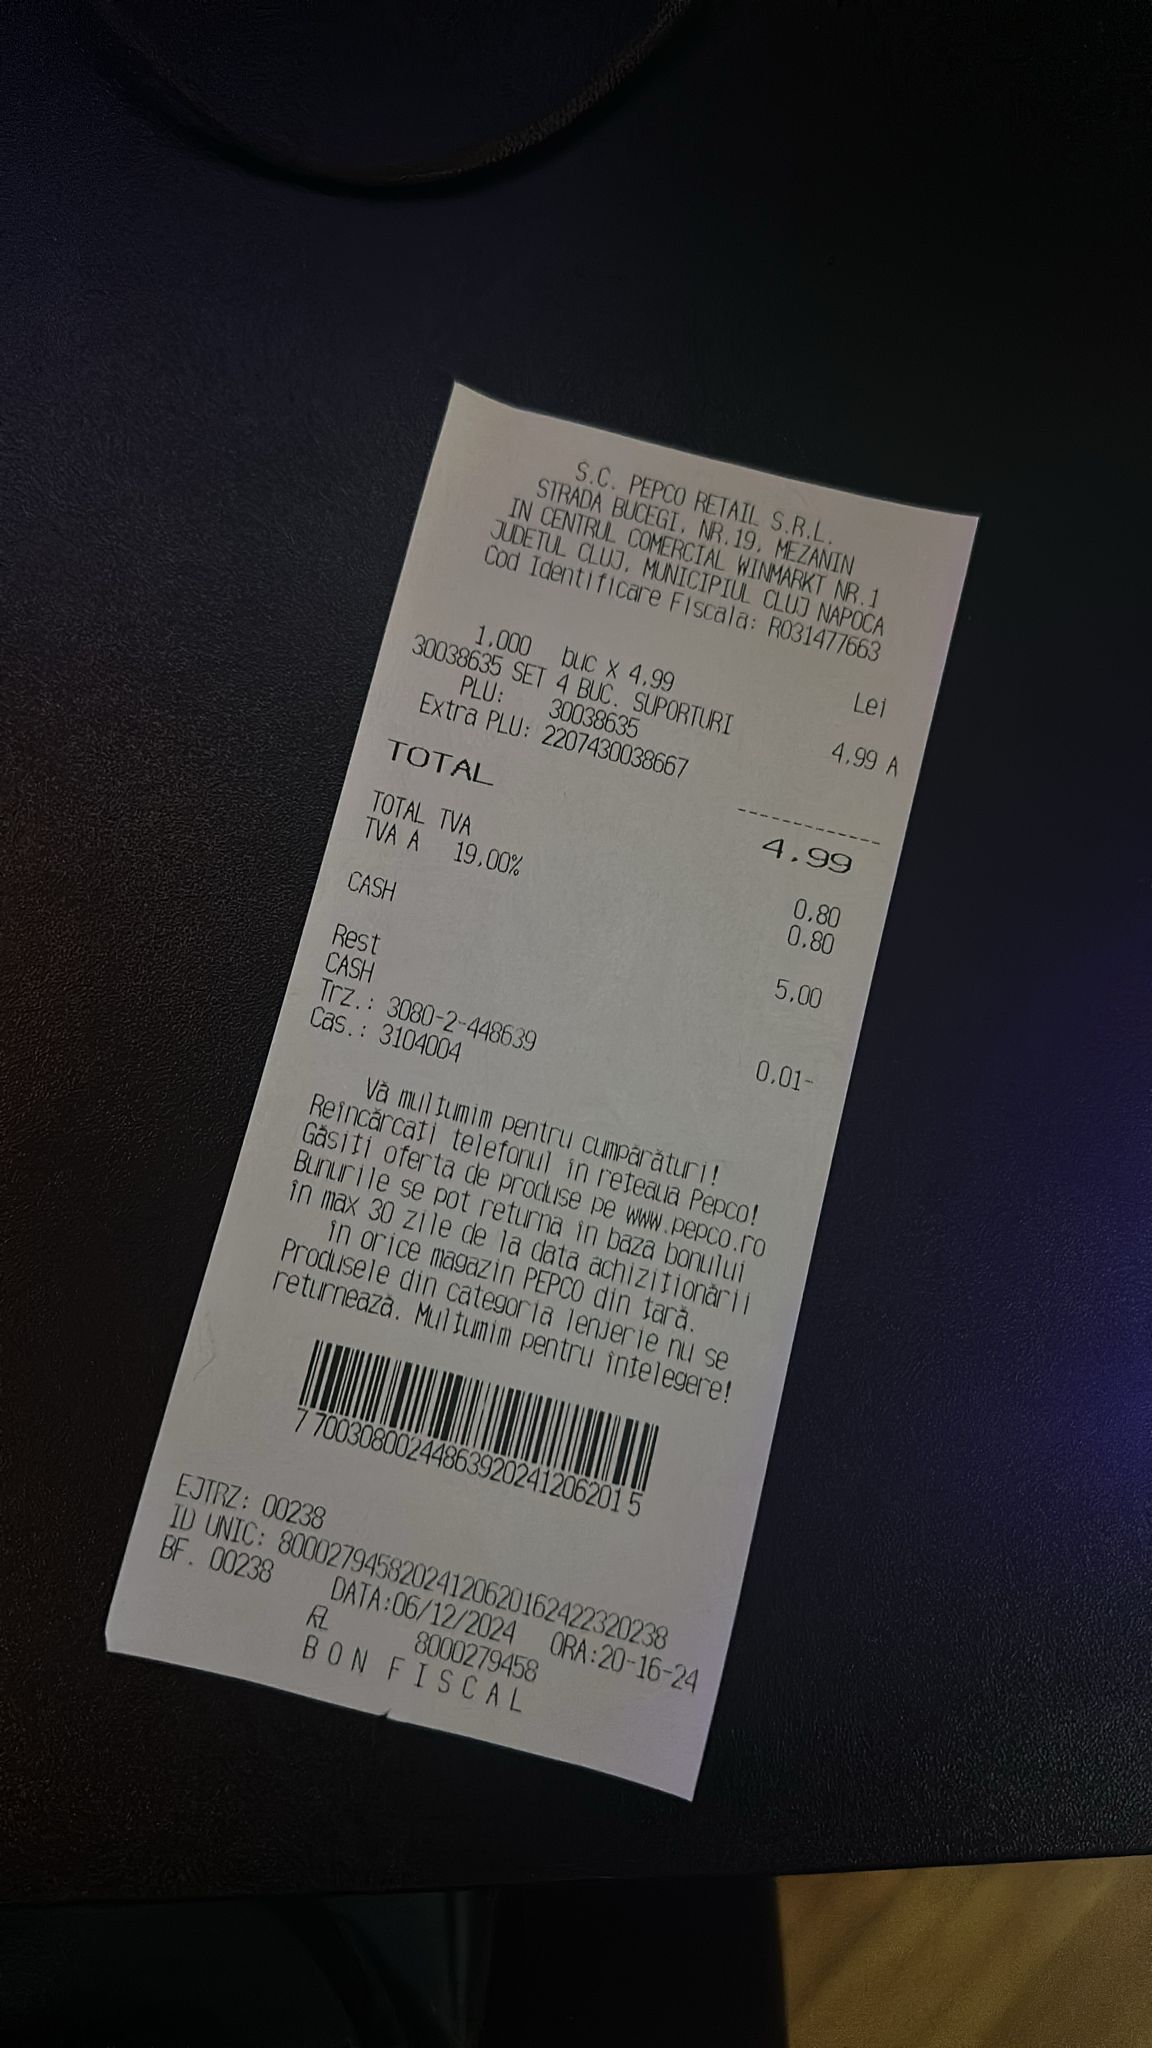 S.C. PEPCO RETAIL S.R.L.
STRADA BUCEGI, NR.19, MEZANIN
IN CENTRUL COMERCIAL WINMARKT NR.1
JUDETUL CLUJ, MUNICIPIUL CLUJ NAPOCA
Cod Identificare Fiscala: RO31477663
Lei
1.000 buc X 4.99
30038635 SET 4 BUC. SUPORTURI 4.99 A
PLU: 30038635
Extra PLU: 2207430038667
--------------
TOTAL 4.99
TOTAL TVA 0.80
TVA A 19.00% 0.80
CASH 5.00
Rest
CASH 0.01-
Trz.: 3080-2-448639
Cas.: 3104004
Vă mulțumim pentru cumpărături!
Reîncărcați telefonul în rețeaua Pepco!
Găsiți oferta de produse pe www.pepco.ro
Bunurile se pot returna în baza bonului
în max 30 zile de la data achiziționării
în orice magazin PEPCO din țară.
Produsele din categoria lenjerie nu se
returnează. Mulțumim pentru înțelegere!
7 700308002448639202412062015
EJTRZ: 00238
ID UNIC: 80002794582024120620162422320238
BF. 00238 DATA:06/12/2024 ORA:20-16-24
8000279458
BON FISCAL